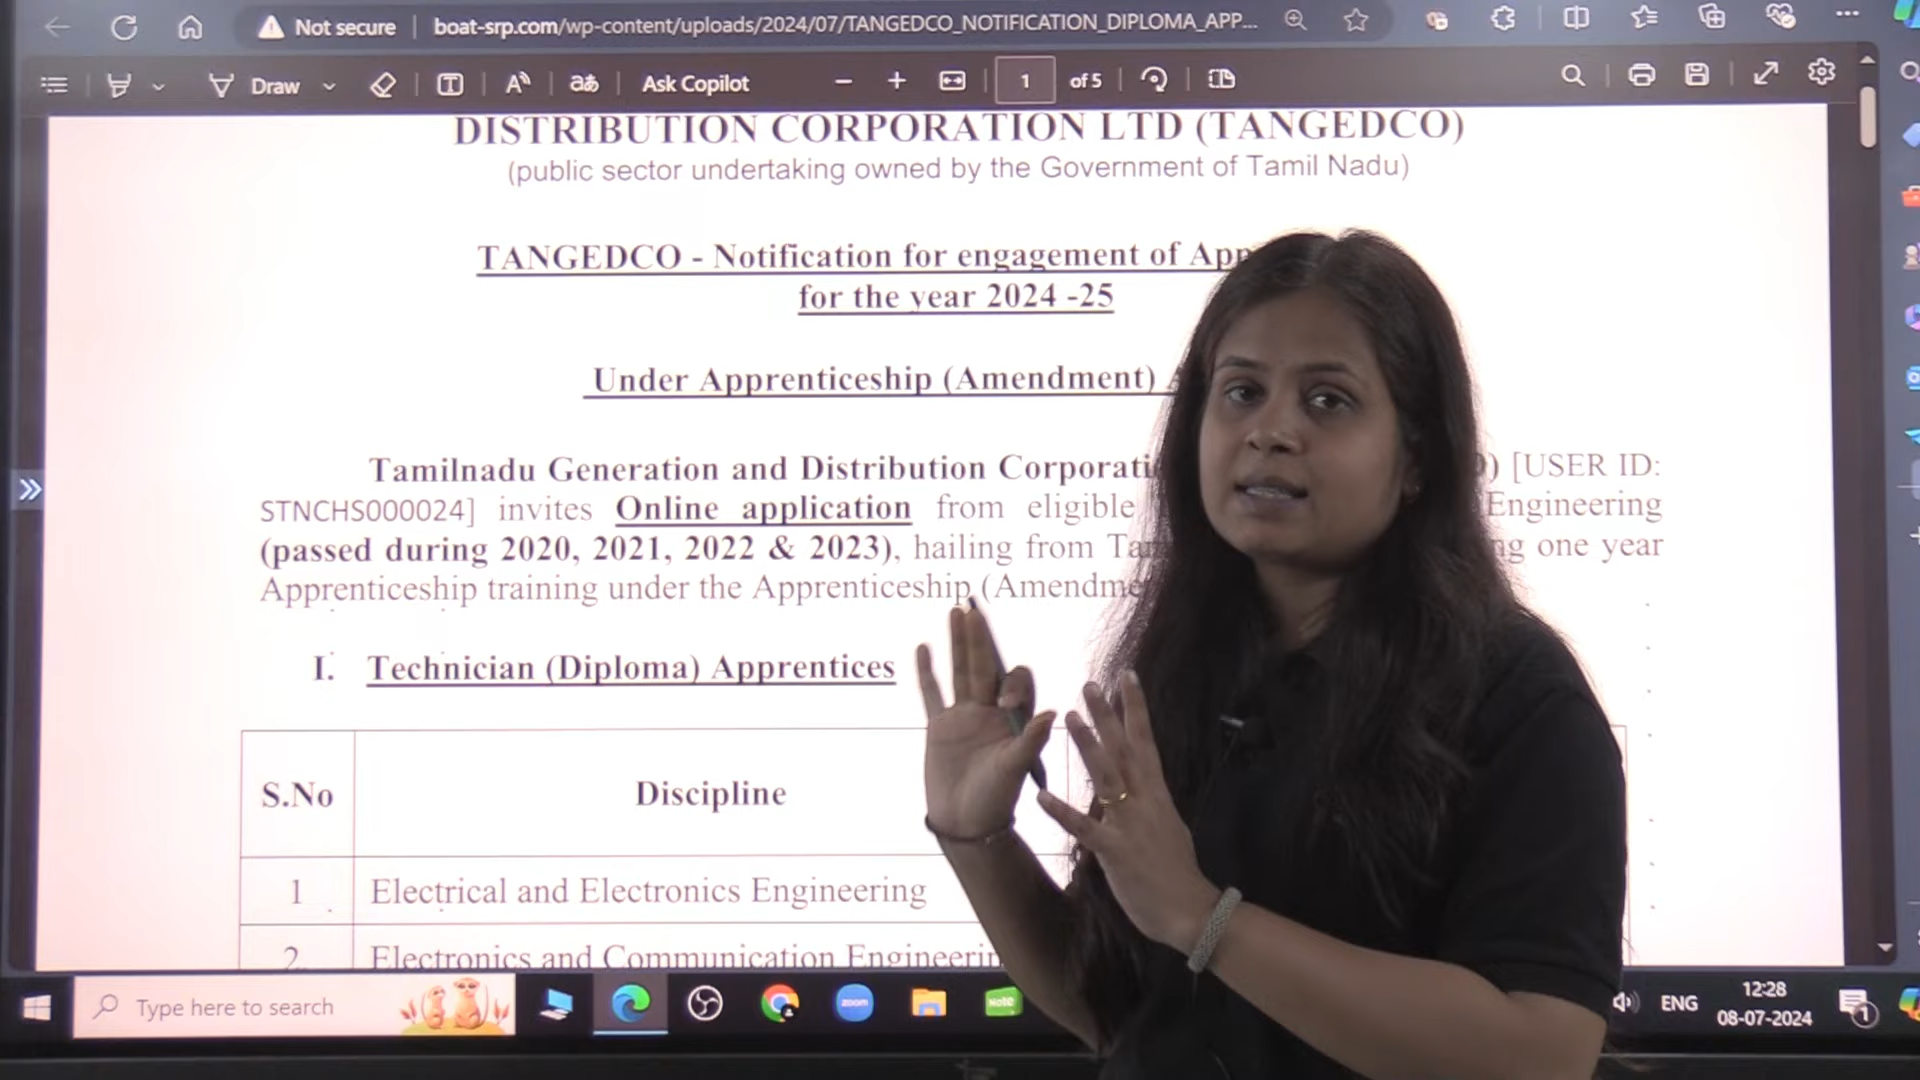 Not secure
boat-srp.com/wp-content/uploads/2024/07/TANGEDCO_NOTIFICATION_DIPLOMA_APP...
Draw
Ask Copilot
1 of 5
DISTRIBUTION CORPORATION LTD (TANGEDCO)
(public sector undertaking owned by the Government of Tamil Nadu)
TANGEDCO - Notification for engagement of App
for the year 2024 -25
Under Apprenticeship (Amendment)
Tamilnadu Generation and Distribution Corporati ) [USER ID:
STNCHS000024] invites Online application from eligible Engineering
(passed during 2020, 2021, 2022 & 2023), hailing from Ta ng one year
Apprenticeship training under the Apprenticeship (Amendme
I. Technician (Diploma) Apprentices
S.No Discipline
1 Electrical and Electronics Engineering
2 Electronics and Communication Engineerin
Type here to search
zoom
Note
ENG
12:28
08-07-2024
1